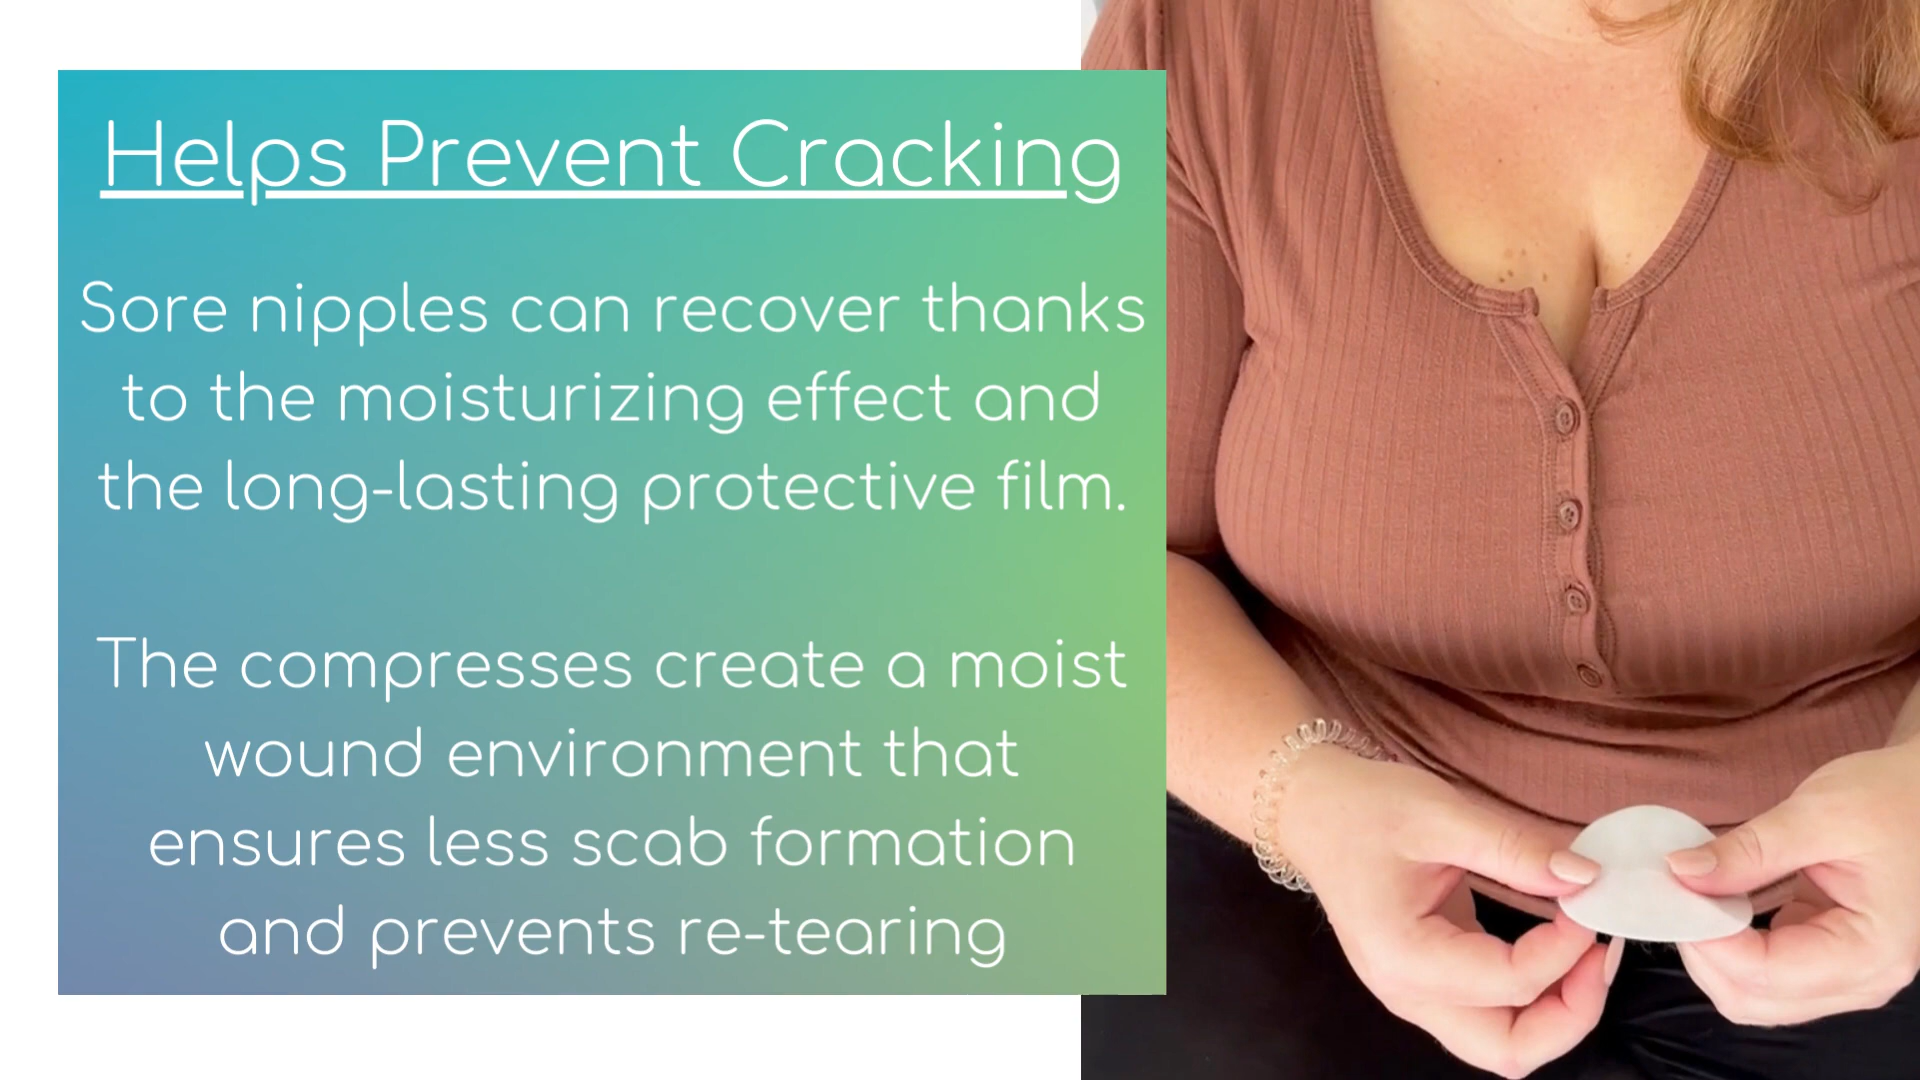 Helps Prevent Cracking
Sore nipples can recover thanks
to the moisturizing effect and
the long-lasting protective film.
The compresses create a moist
wound environment that
ensures less scab formation
and prevents re-tearing